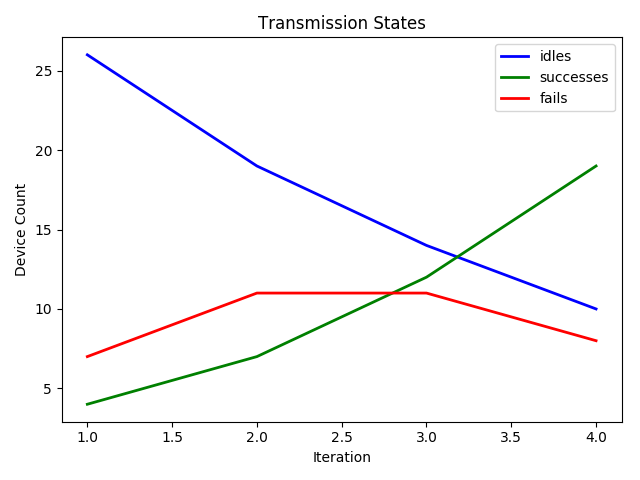 Transmission States
idles
successes
fails
Device Count
25
20
15
10
5
1.0 1.5 2.0 2.5 3.0 3.5 4.0
Iteration